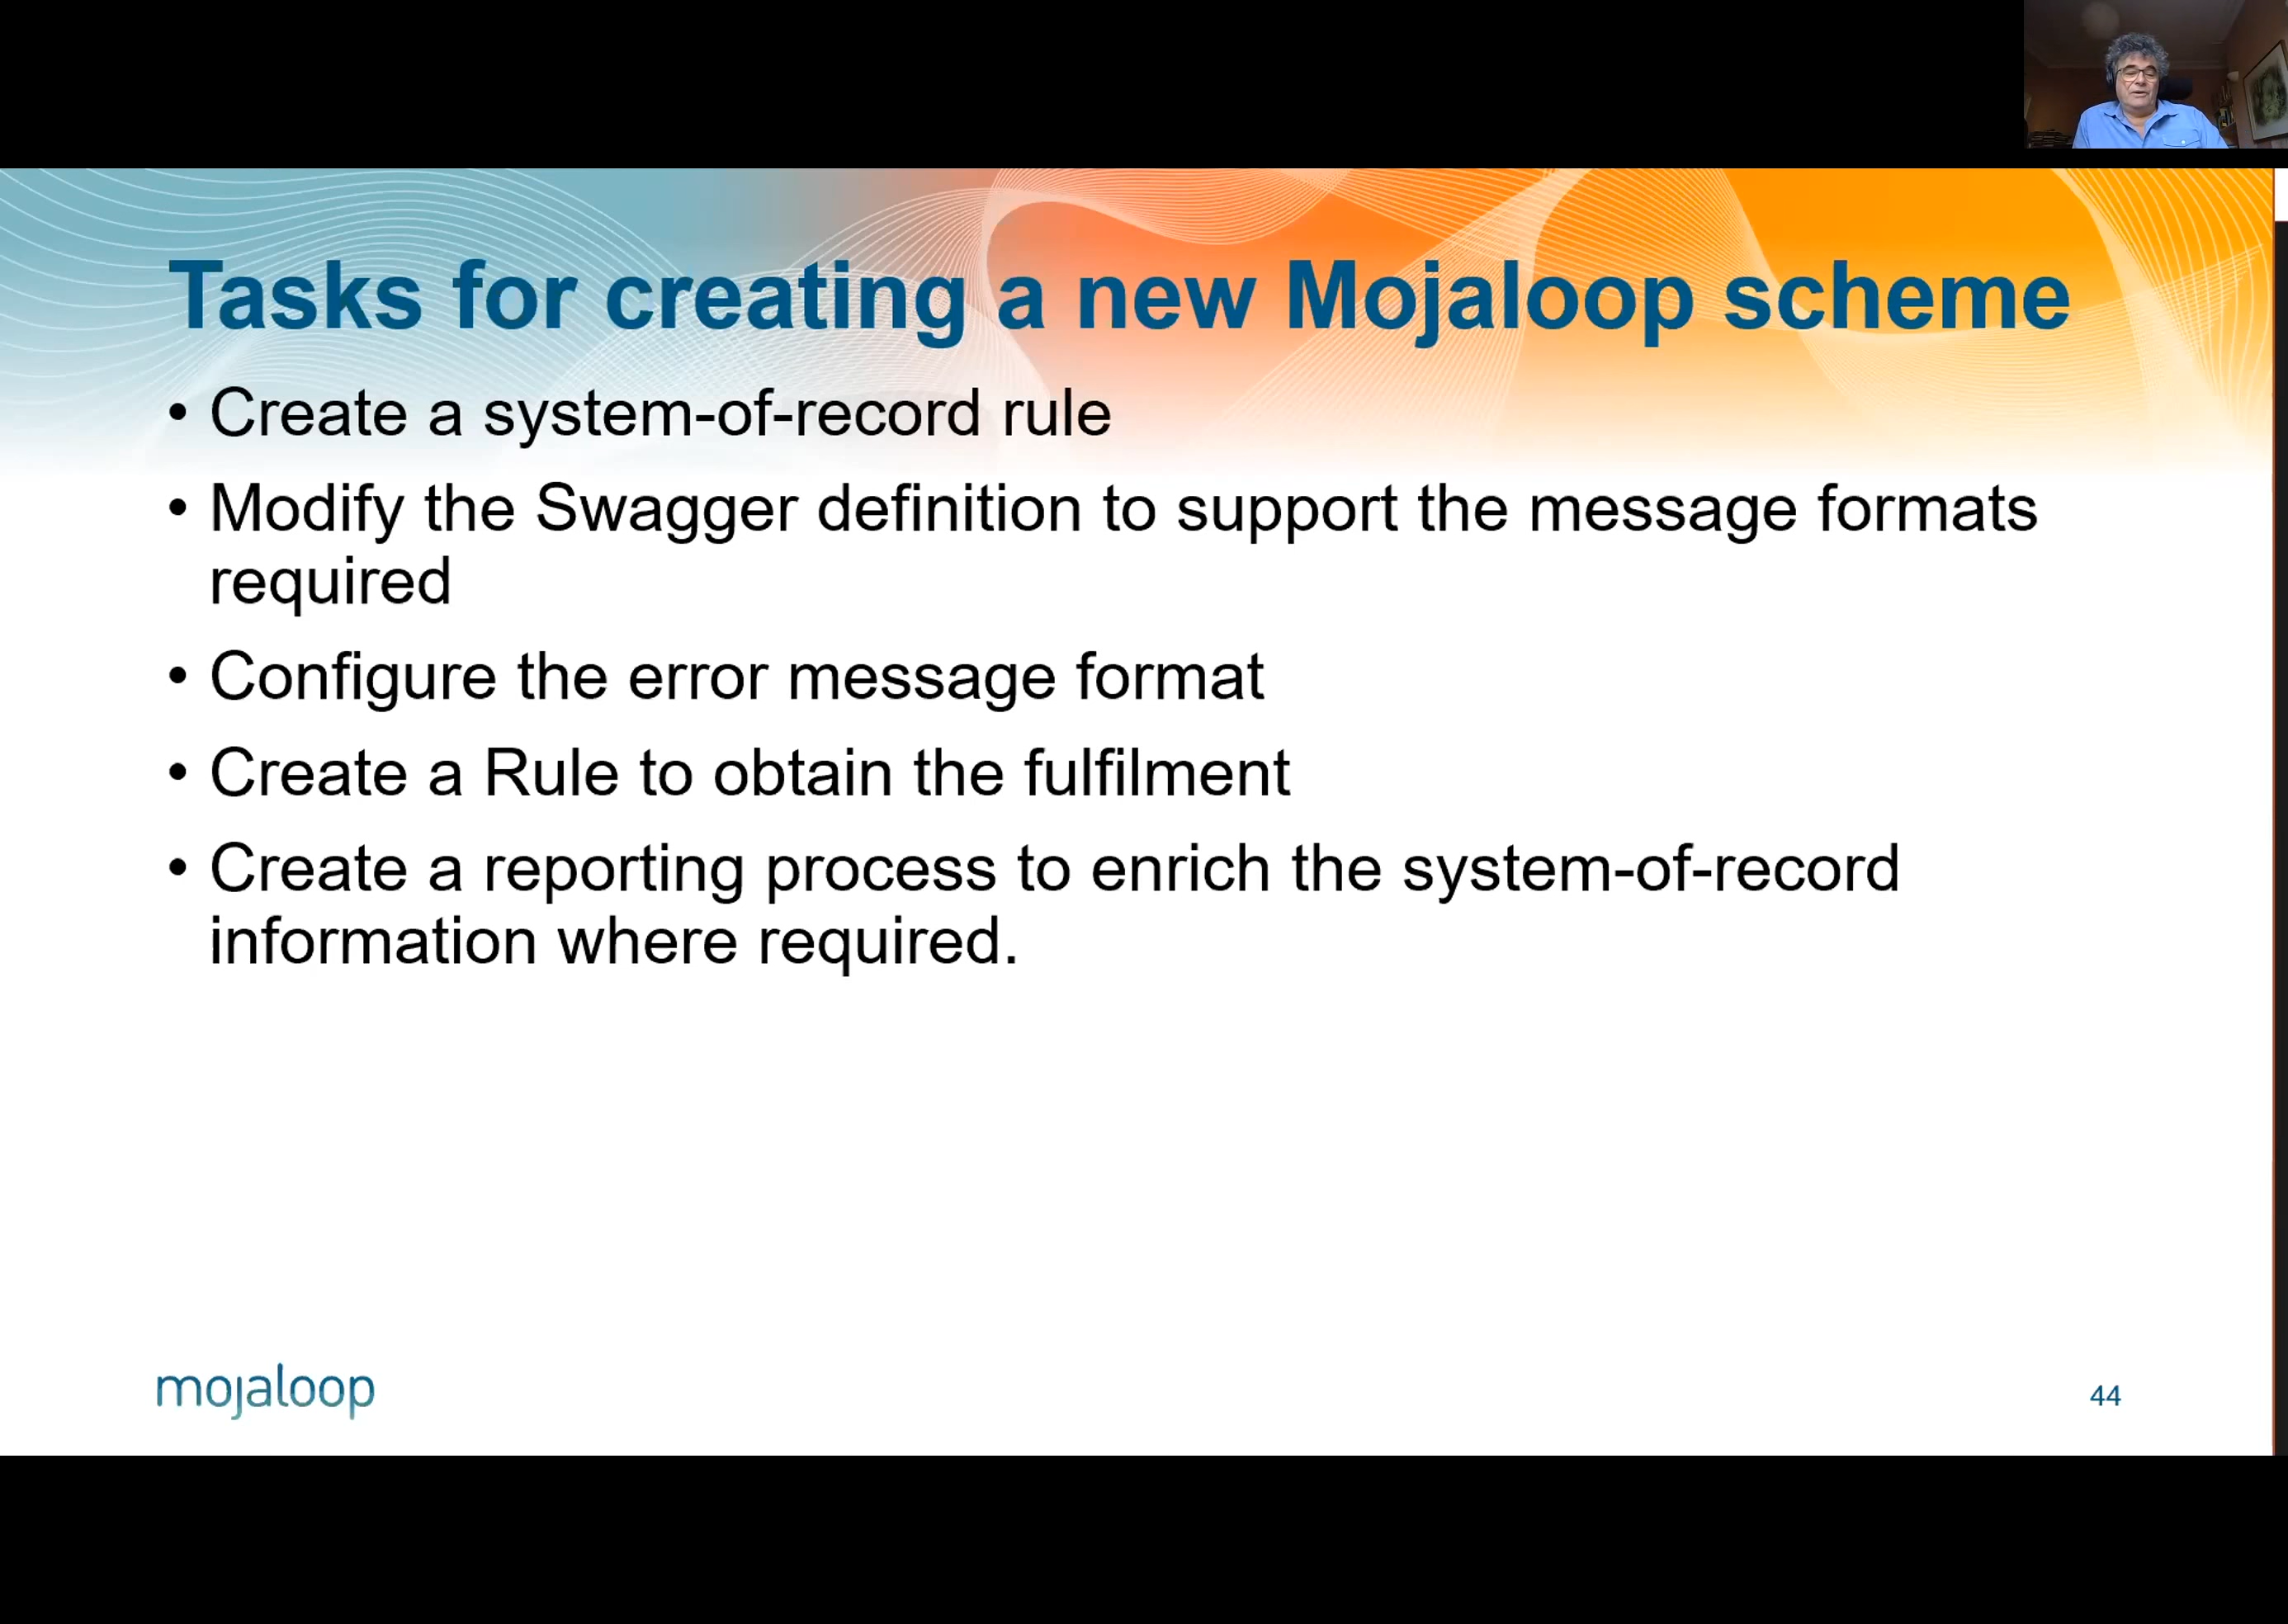 Tasks for creating a new Mojaloop scheme
• Create a system-of-record rule
• Modify the Swagger definition to support the message formats
required
• Configure the error message format
• Create a Rule to obtain the fulfilment
• Create a reporting process to enrich the system-of-record
information where required.
mojaloop
44